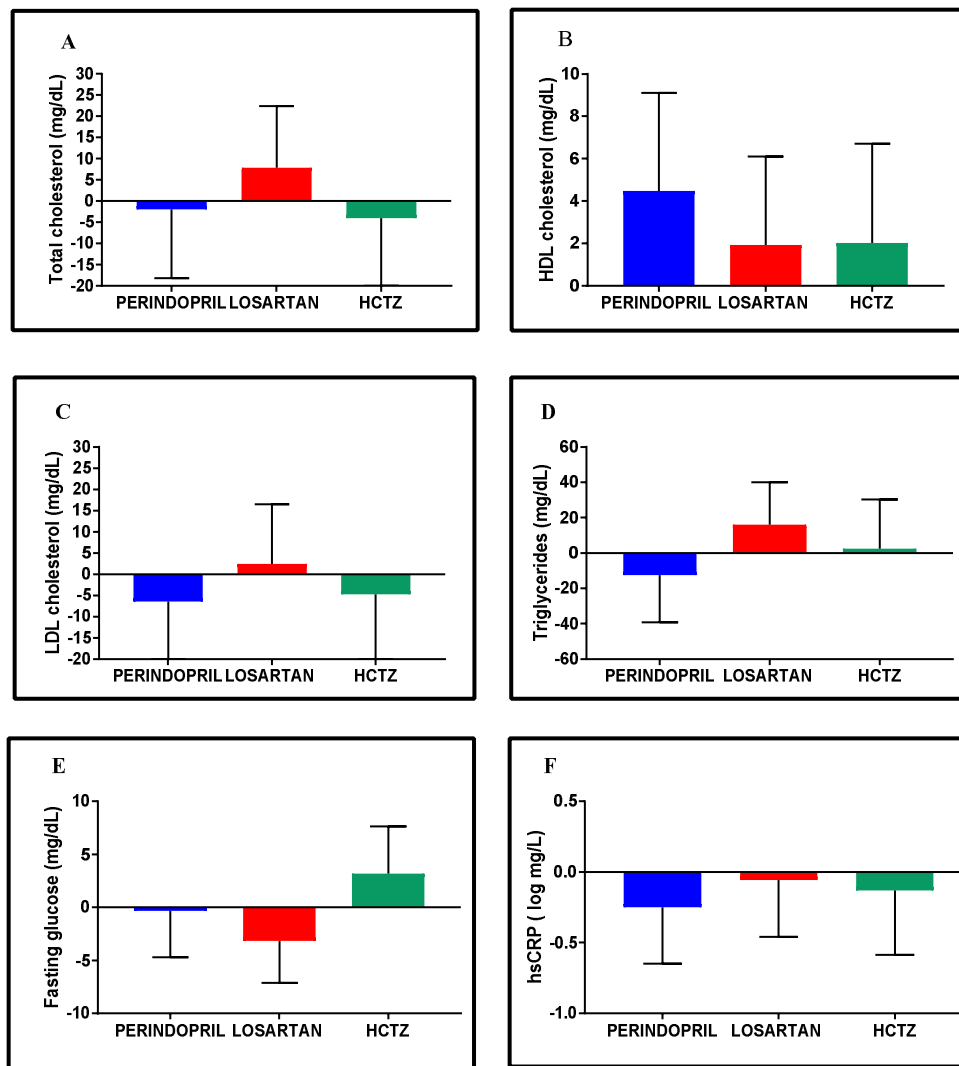 A
Total cholesterol (mg/dL)
30
25
20
15
10
5
0
-5
-10
-15
-20
PERINDOPRIL LOSARTAN HCTZ
B
HDL cholesterol (mg/dL)
10
8
6
4
2
0
PERINDOPRIL LOSARTAN HCTZ
C
LDL cholesterol (mg/dL)
30
25
20
15
10
5
0
-5
-10
-15
-20
PERINDOPRIL LOSARTAN HCTZ
D
Triglycerides (mg/dL)
60
40
20
0
-20
-40
-60
PERINDOPRIL LOSARTAN HCTZ
E
Fasting glucose (mg/dL)
10
5
0
-5
-10
PERINDOPRIL LOSARTAN HCTZ
F
hsCRP ( log mg/L)
0.5
0.0
-0.5
-1.0
PERINDOPRIL LOSARTAN HCTZ